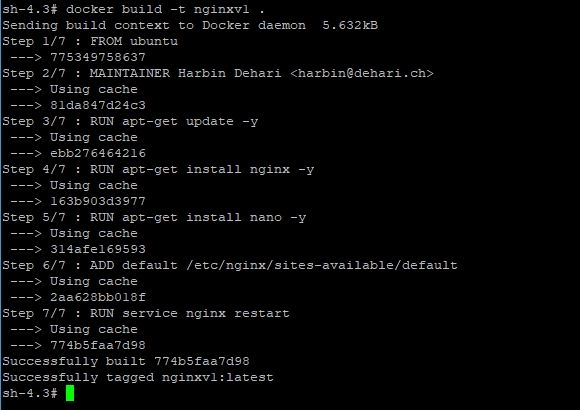 sh-4.3# docker build -t nginxv1 .
Sending build context to Docker daemon  5.632kB
Step 1/7 : FROM ubuntu
 ---> 775349758637
Step 2/7 : MAINTAINER Harbin Dehari <harbin@dehari.ch>
 ---> Using cache
 ---> 81da847d24c3
Step 3/7 : RUN apt-get update -y
 ---> Using cache
 ---> ebb276464216
Step 4/7 : RUN apt-get install nginx -y
 ---> Using cache
 ---> 163b903d3977
Step 5/7 : RUN apt-get install nano -y
 ---> Using cache
 ---> 314afe169593
Step 6/7 : ADD default /etc/nginx/sites-available/default
 ---> Using cache
 ---> 2aa628bb018f
Step 7/7 : RUN service nginx restart
 ---> Using cache
 ---> 774b5faa7d98
Successfully built 774b5faa7d98
Successfully tagged nginxv1:latest
sh-4.3#